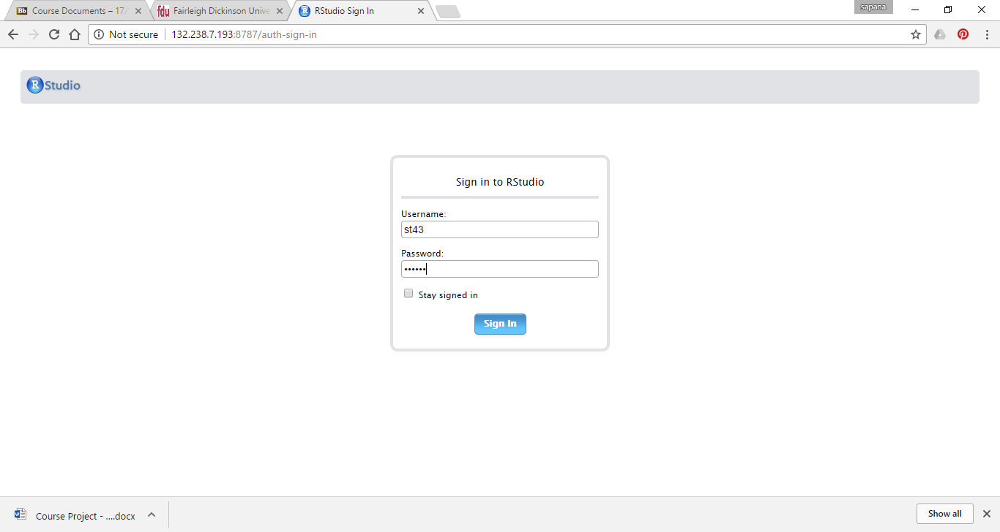 Course Documents – 17/
Fairleigh Dickinson Unive
RStudio Sign In
sapana
Not secure
132.238.7.193:8787/auth-sign-in
R Studio
Sign in to RStudio
Username:
st43
Password:
••••••
Stay signed in
Sign In
Course Project - ....docx
Show all